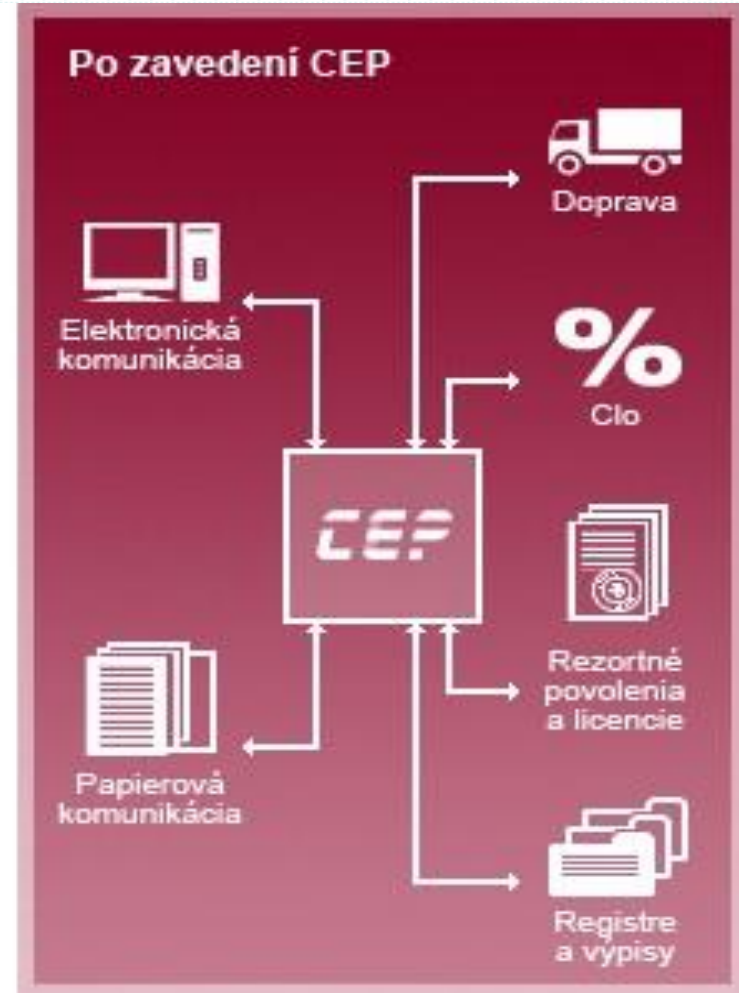 Po zavedení CEP
Doprava
Elektronická
komunikácia
%
Clo
CEP
Rezortné
povolenia
a licencie
Papierová
komunikácia
Registre
a výpisy